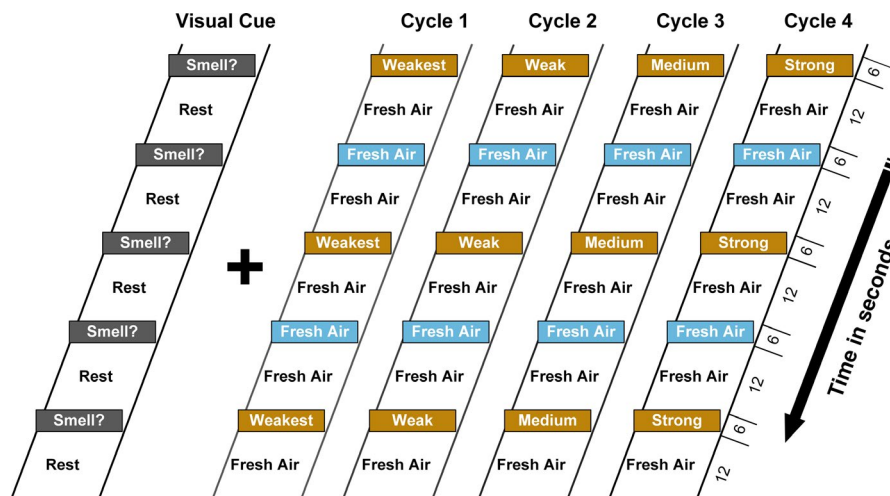 Visual Cue Cycle 1 Cycle 2 Cycle 3 Cycle 4
Smell? Weakest Weak Medium Strong 6
Rest Fresh Air Fresh Air Fresh Air Fresh Air 12
Smell? Fresh Air Fresh Air Fresh Air Fresh Air 6
Rest Fresh Air Fresh Air Fresh Air Fresh Air 12
Smell? Weakest Weak Medium Strong 6
+
Rest Fresh Air Fresh Air Fresh Air Fresh Air 12
Smell? Fresh Air Fresh Air Fresh Air Fresh Air 6
Rest Fresh Air Fresh Air Fresh Air Fresh Air 12
Smell? Weakest Weak Medium Strong 6
Rest Fresh Air Fresh Air Fresh Air Fresh Air 12
Time in seconds